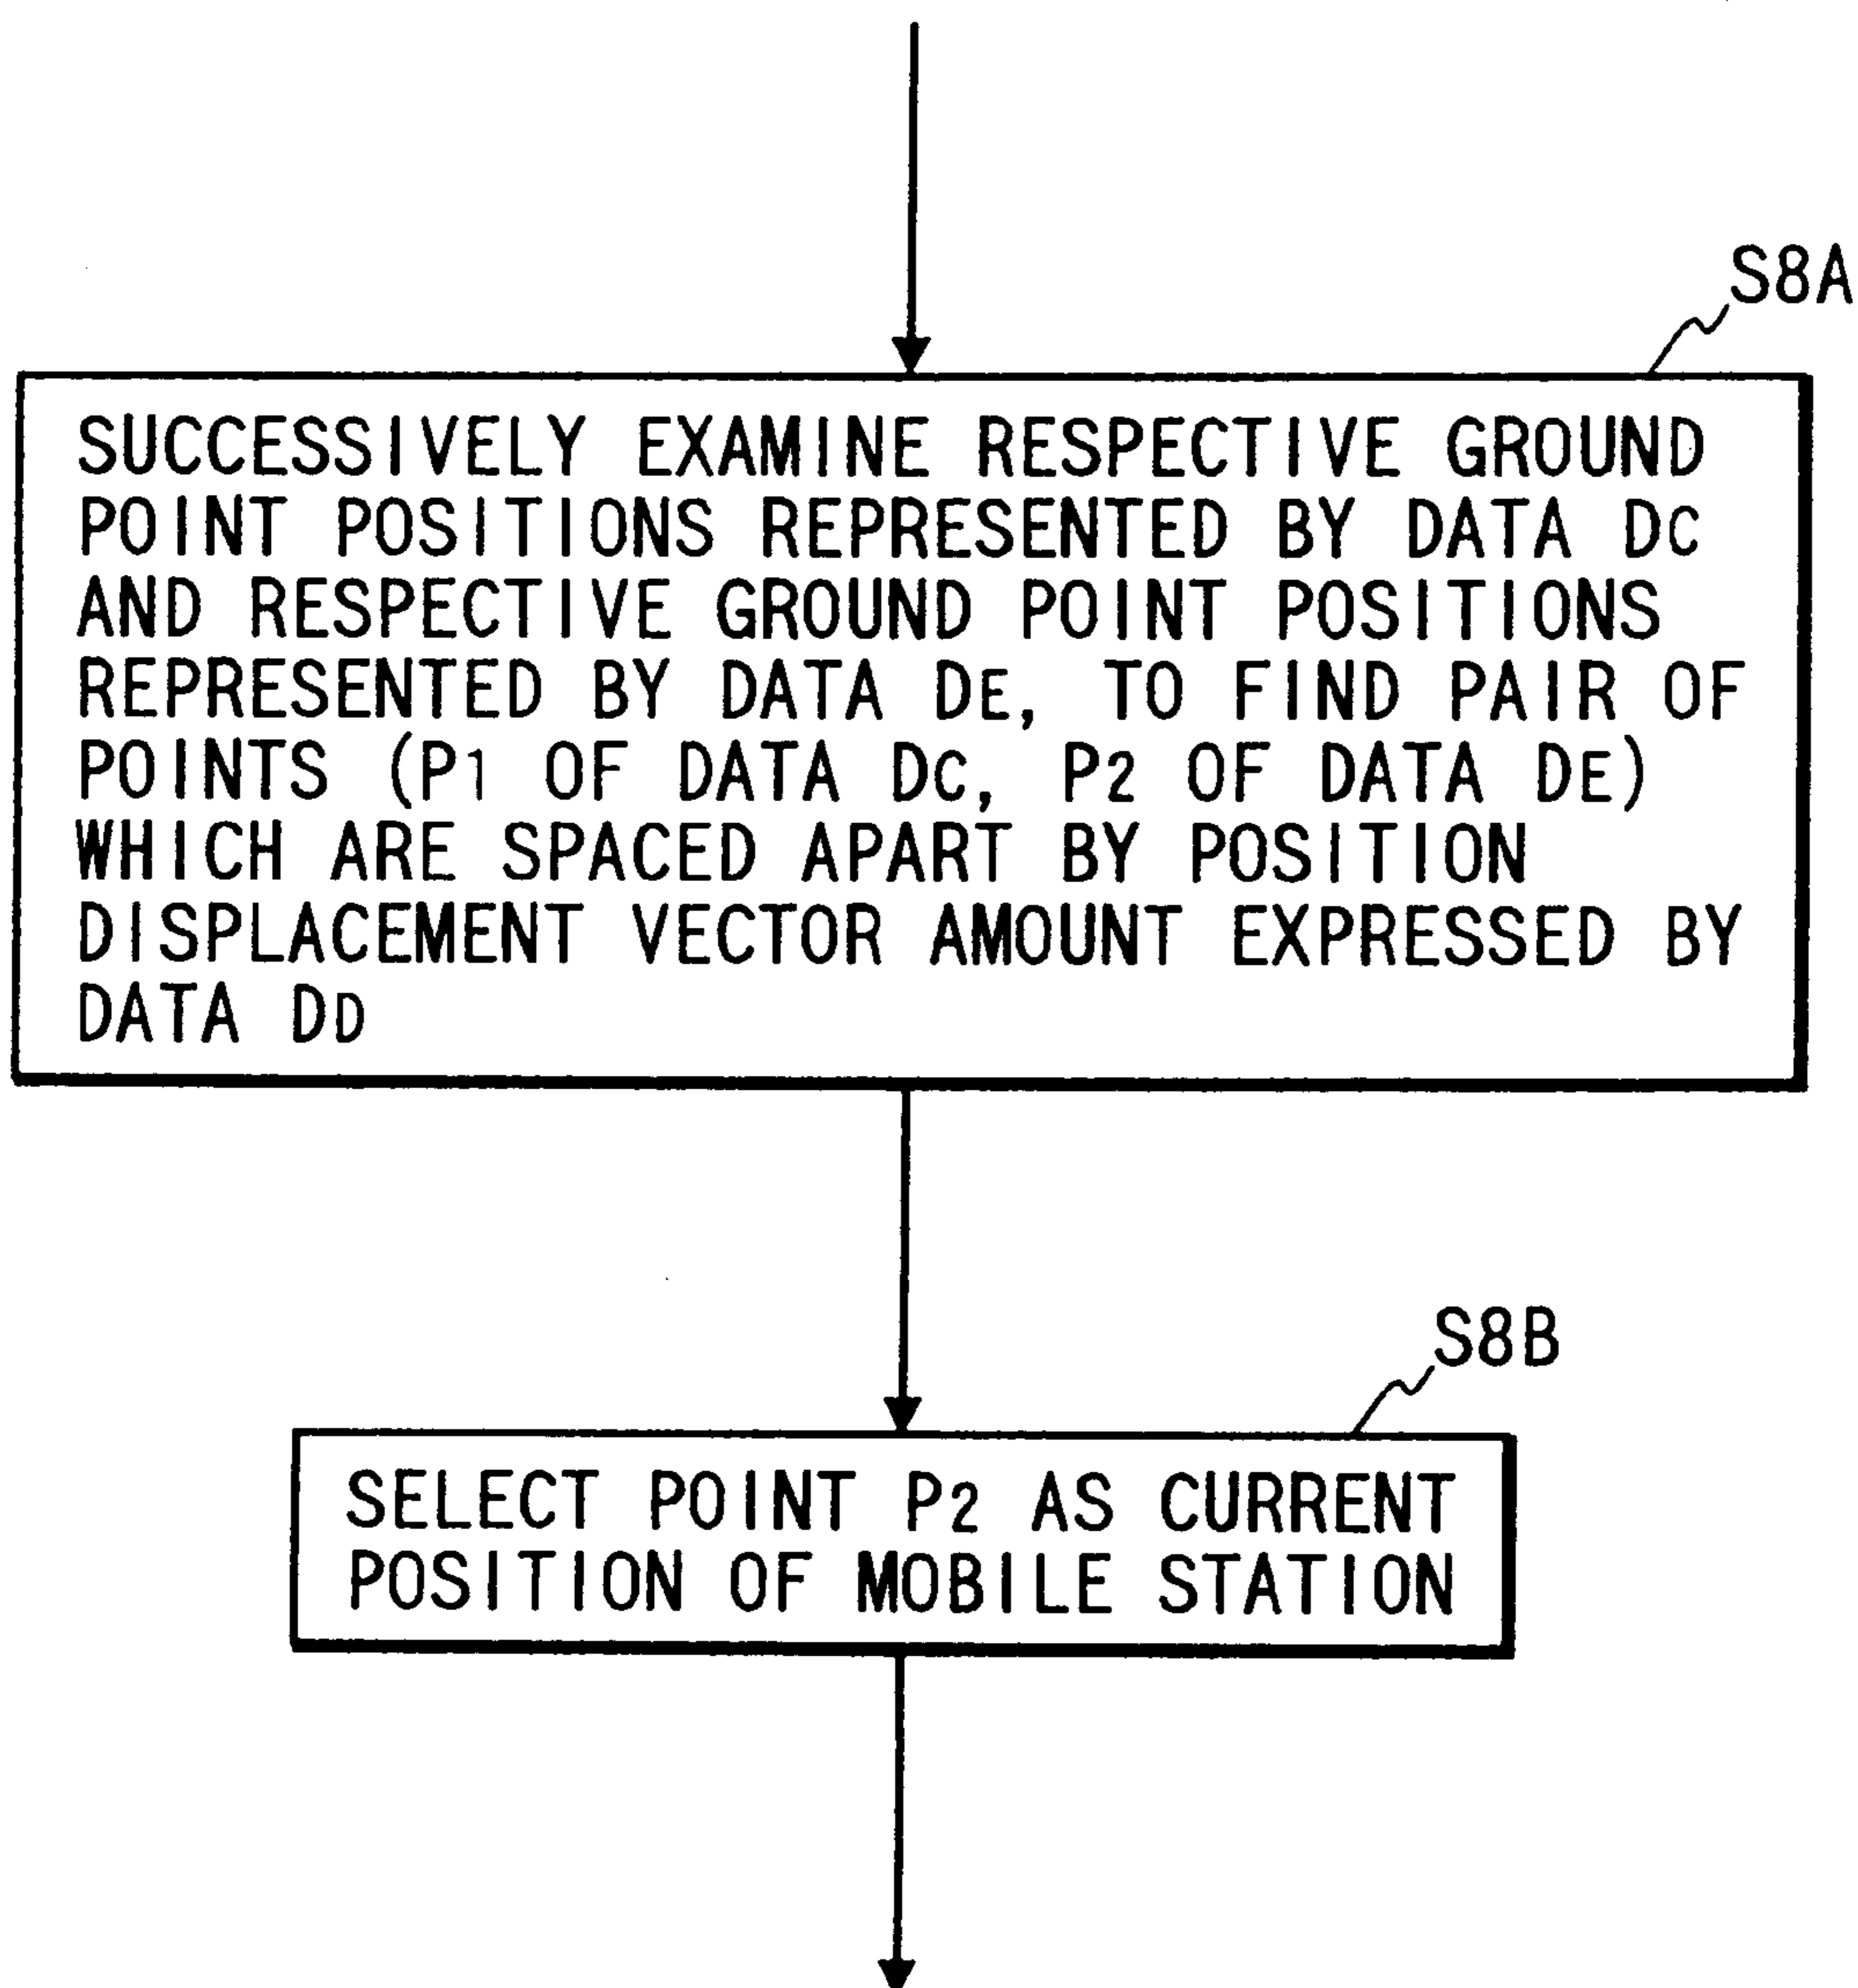 S8A
SUCCESSIVELY EXAMINE RESPECTIVE GROUND
POINT POSITIONS REPRESENTED BY DATA DC
AND RESPECTIVE GROUND POINT POSITIONS
REPRESENTED BY DATA DE, TO FIND PAIR OF
POINTS (P1 OF DATA DC, P2 OF DATA DE)
WHICH ARE SPACED APART BY POSITION
DISPLACEMENT VECTOR AMOUNT EXPRESSED BY
DATA DD
S8B
SELECT POINT P2 AS CURRENT
POSITION OF MOBILE STATION